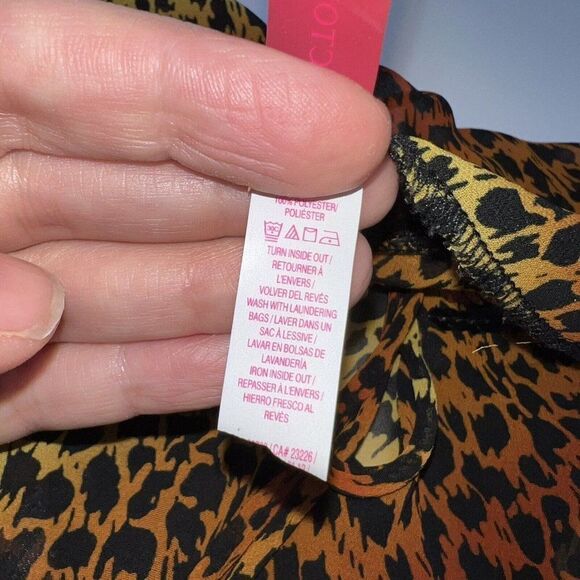 100% POLYESTER/
POLIÉSTER
30C
TURN INSIDE OUT /
RETOURNER À
L'ENVERS /
VOLVER DEL REVÉS
WASH WITH LAUNDERING
BAGS / LAVER DANS UN
SAC À LESSIVE /
LAVAR EN BOLSAS DE
LAVANDERÍA
IRON INSIDE OUT /
REPASSER À L'ENVERS /
HIERRO FRESCO AL
REVÉS
/ CA# 23226 /